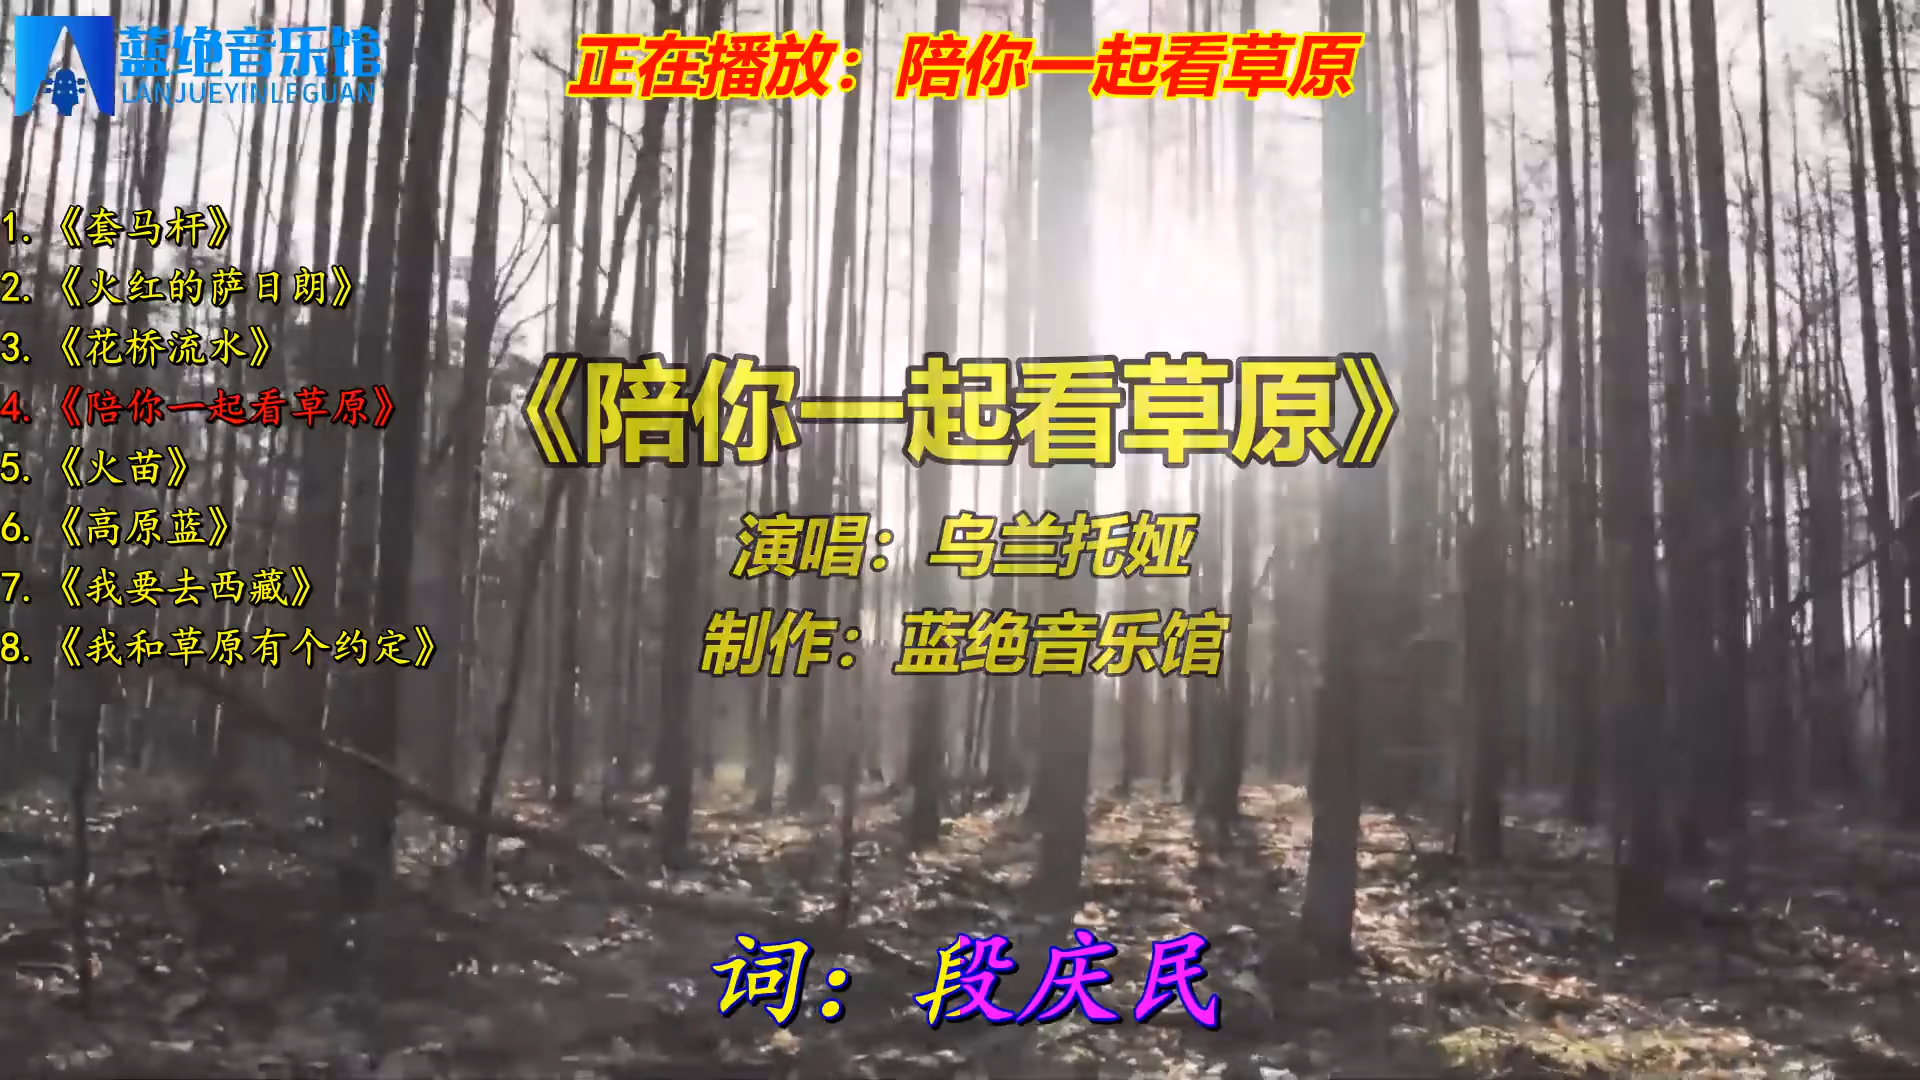 蓝绝音乐馆
LANJUEYINLEGUAN
正在播放：陪你一起看草原
1.《套马杆》
2.《火红的萨日朗》
3.《花桥流水》
4.《陪你一起看草原》
5.《火苗》
6.《高原蓝》
7.《我要去西藏》
8.《我和草原有个约定》
《陪你一起看草原》
演唱：乌兰托娅
制作：蓝绝音乐馆
词：段庆民